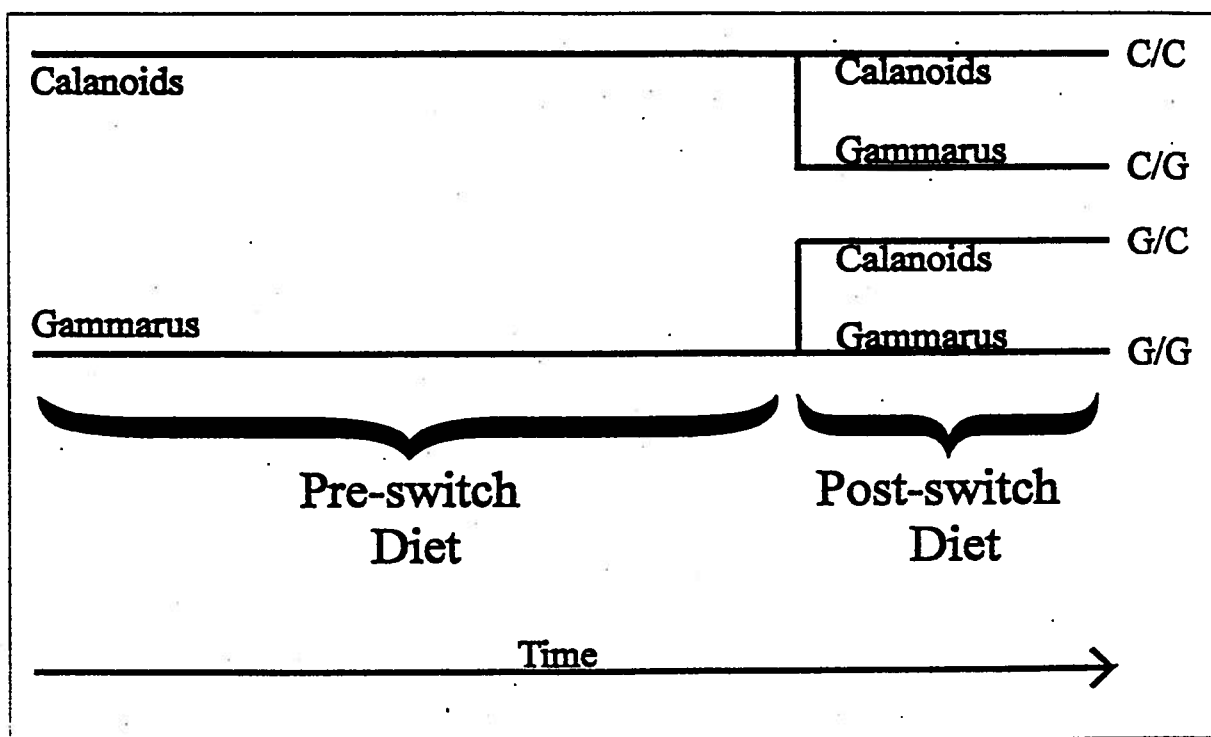 C/C
Calanoids
Calanoids
Gammarus
C/G
G/C
Calanoids
Gammarus
Gammarus
G/G
Pre-switch
Diet
Post-switch
Diet
Time